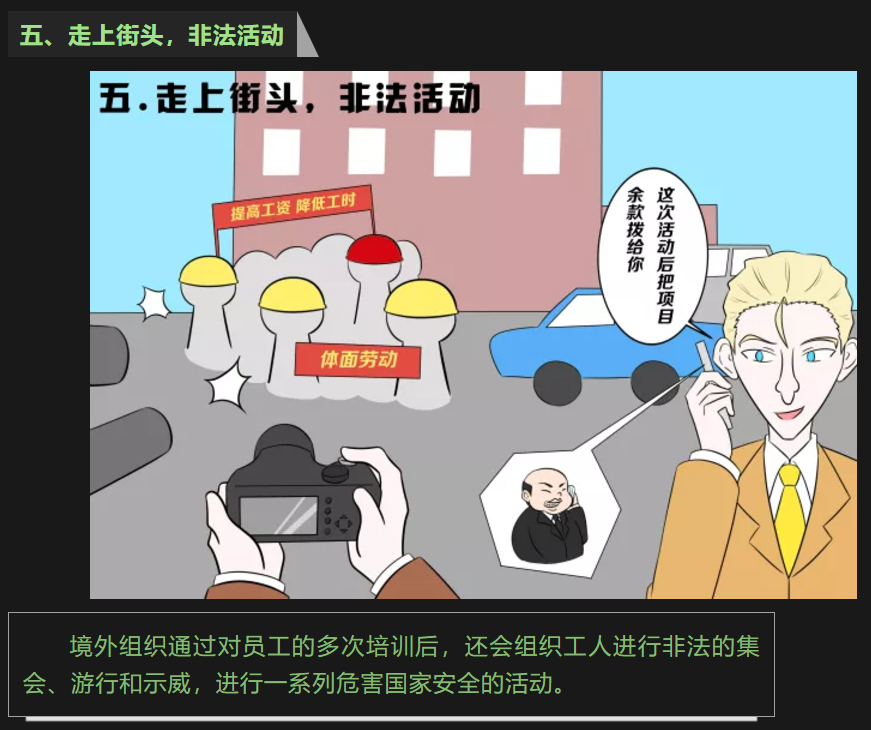 五、走上街头，非法活动
五.走上街头，非法活动
提高工资 降低工时
体面劳动
这次活动后把项目
余款拨给你
境外组织通过对员工的多次培训后，还会组织工人进行非法的集
会、游行和示威，进行一系列危害国家安全的活动。